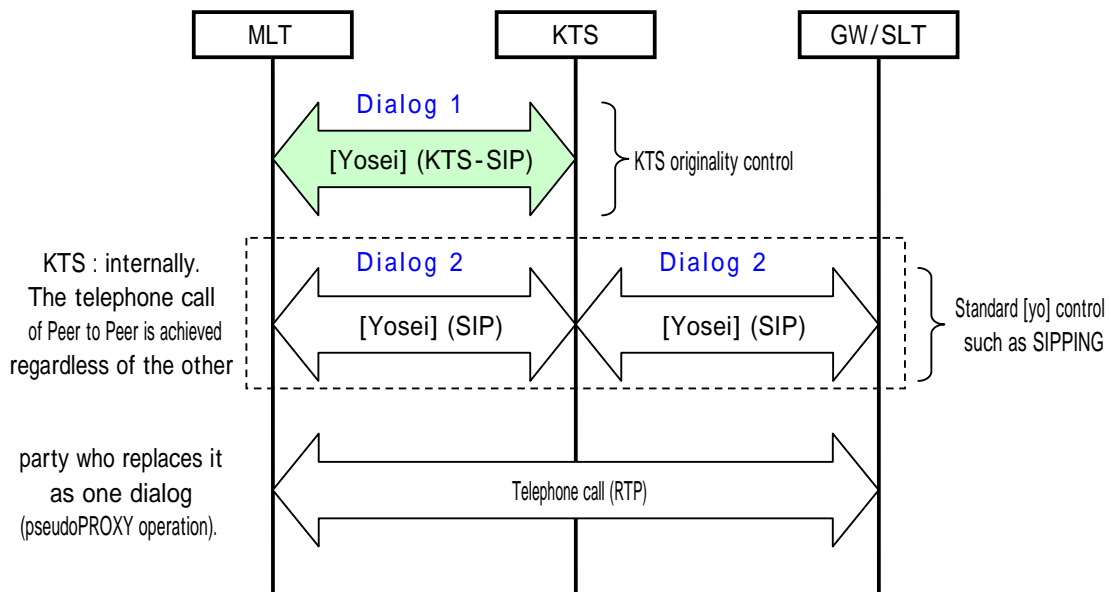 MLT
KTS
GW/SLT
Dialog 1
[Yosei] (KTS-SIP)
KTS originality control
KTS : internally.
The telephone call
of Peer to Peer is achieved
regardless of the other
Dialog 2
Dialog 2
[Yosei] (SIP)
[Yosei] (SIP)
Standard [yo] control
such as SIPPING
party who replaces it
as one dialog
(pseudoPROXY operation).
Telephone call (RTP)